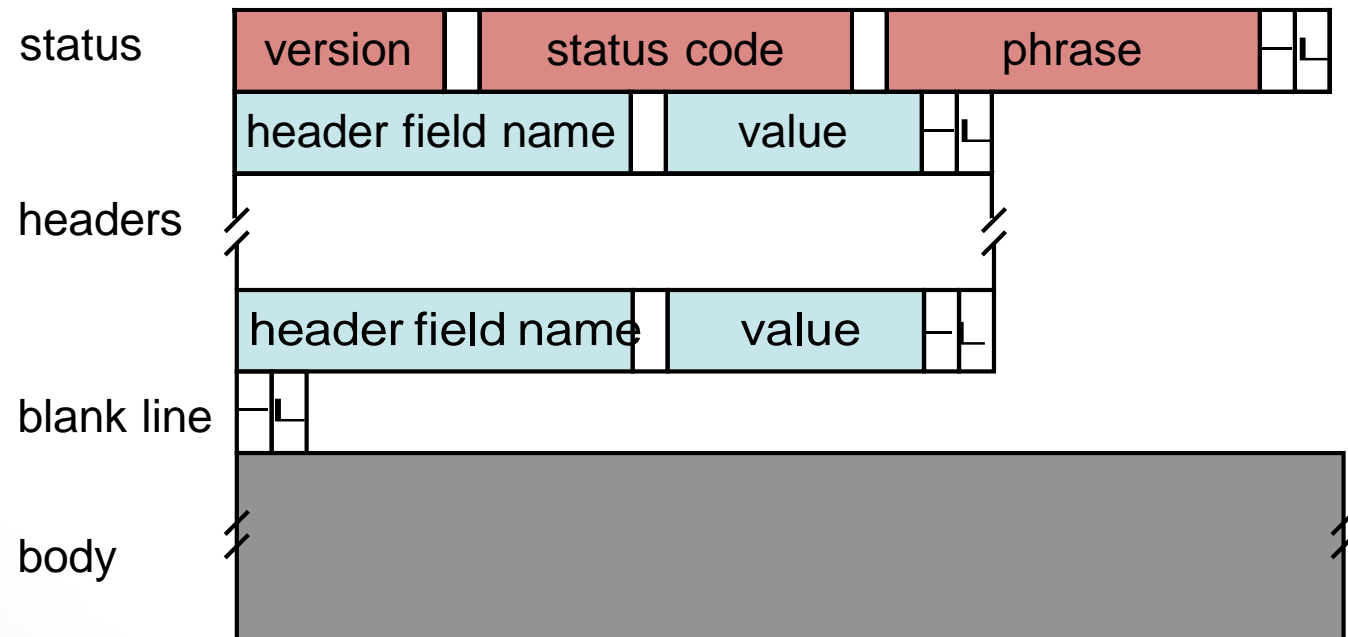 status version status code phrase
header field name value
headers
header field name value
blank line
body